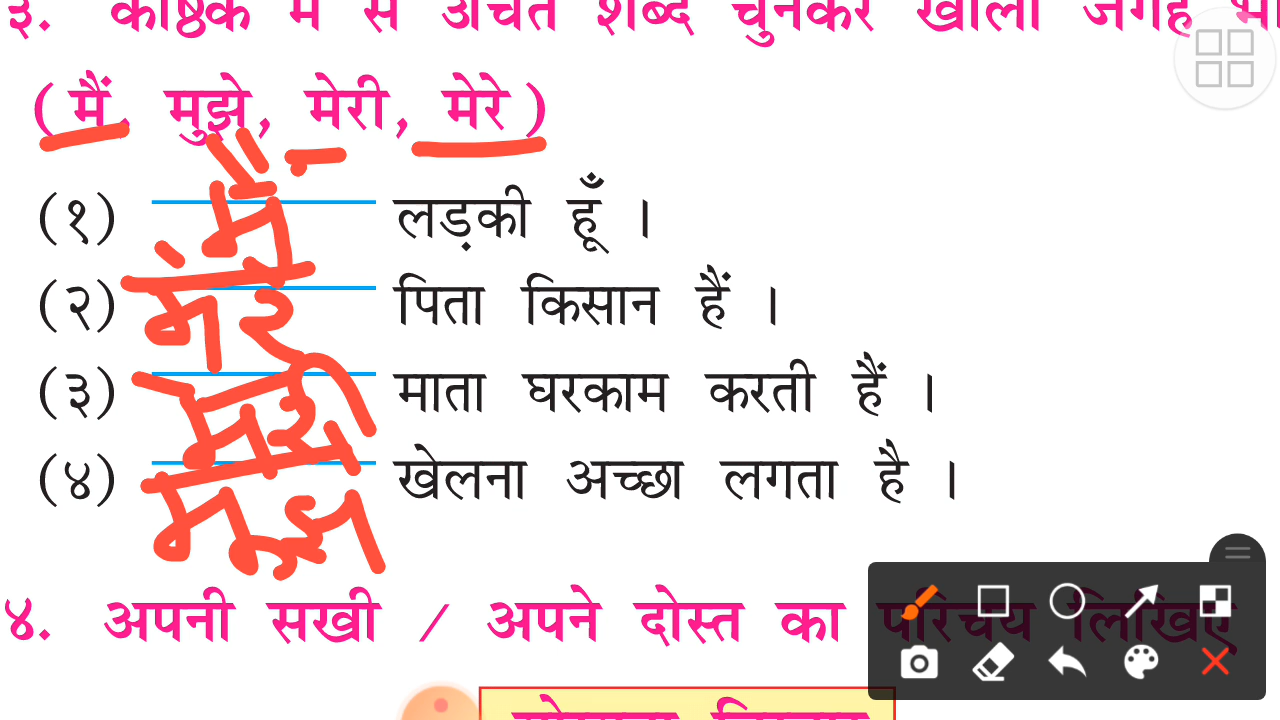 ३. कोष्ठक में से उचित शब्द चुनकर खाली जगह
(मैं, मुझे, मेरी, मेरे)
(१) मैं लड़की हूँ ।
(२) मेरे पिता किसान हैं ।
(३) मेरी माता घरकाम करती हैं ।
(४) मुझे खेलना अच्छा लगता है ।
४. अपनी सखी / अपने दोस्त का परिचय लिखिए